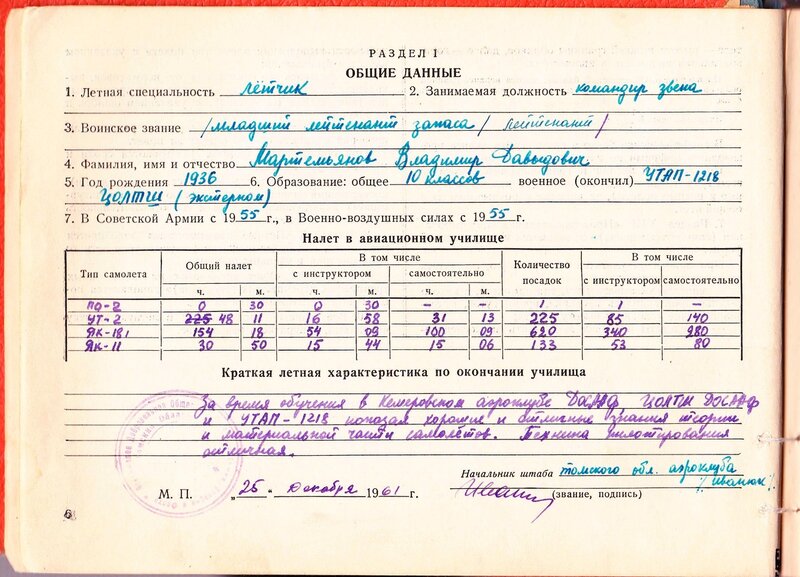 РАЗДЕЛ I
ОБЩИЕ ДАННЫЕ
1. Летная специальность лётчик 2. Занимаемая должность командир звена
3. Воинское звание /младший лейтенант запаса/ лейтенант/
4. Фамилия, имя и отчество Мартемьянов Владимир Давыдович
5. Год рождения 1936 6. Образование: общее 10 классов военное (окончил) УТАП-1218
ЦОЛТШ (экстерном)
7. В Советской Армии с 1955 г., в Военно-воздушных силах с 1955 г.
Налет в авиационном училище
Тип самолета Общий налет В том числе Количество посадок В том числе
с инструктором самостоятельно с инструктором самостоятельно
ч. м. ч. м. ч. м.
ПО-2 0 30 0 30 — — 1 1 —
УТ-2 225 48 11 16 58 31 13 225 85 140
ЯК-18 154 18 54 09 100 09 620 340 280
ЯК-11 30 50 15 44 15 06 133 53 80
Краткая летная характеристика по окончании училища
За время обучения в Кемеровском аэроклубе ДОСААФ ЦОЛТШ ДОСААФ
и УТАП-1218 показал хорошие и отличные знания теории
и материальной части самолётов. Техника пилотирования
отличная.
Начальник штаба томского обл. аэроклуба
/Иванюк/
(звание, подпись)
М. П. „25" декабря 1961 г.
6